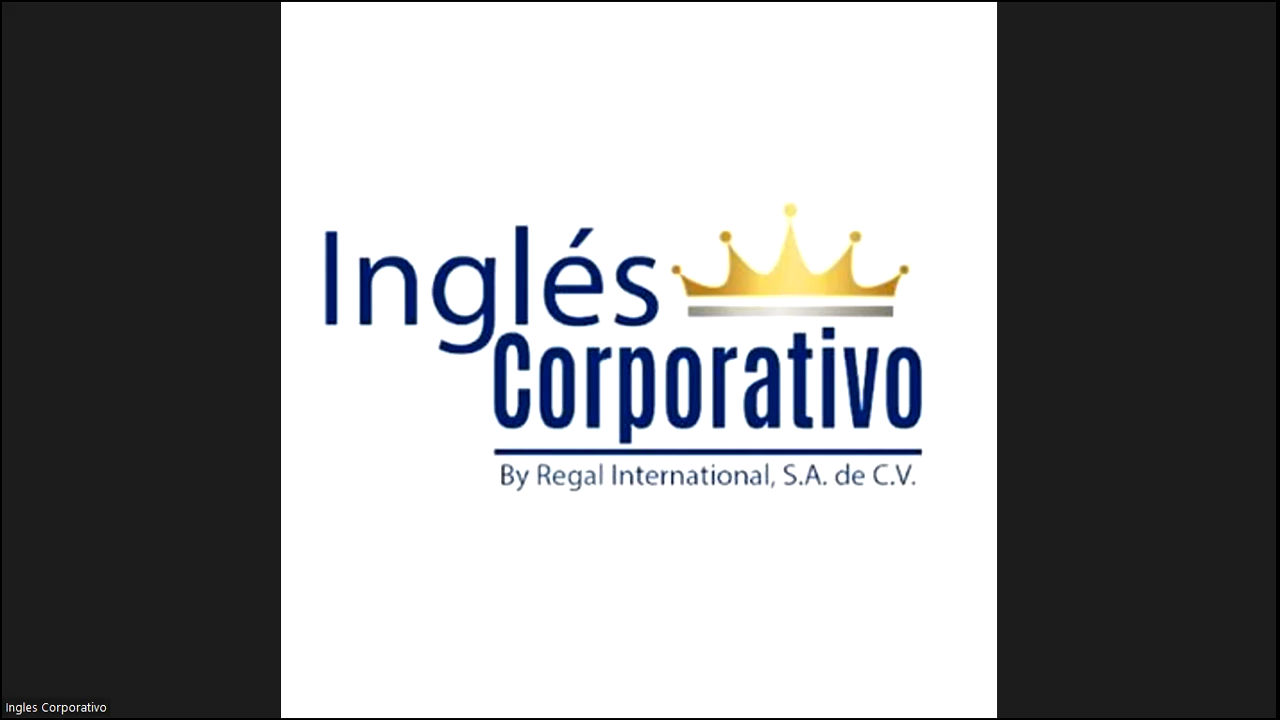 Inglés
Corporativo
By Regal International, S.A. de C.V.
Ingles Corporativo